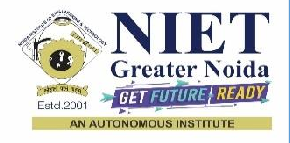 NIET
Greater Noida
GET FUTURE READY
Estd.2001
AN AUTONOMOUS INSTITUTE